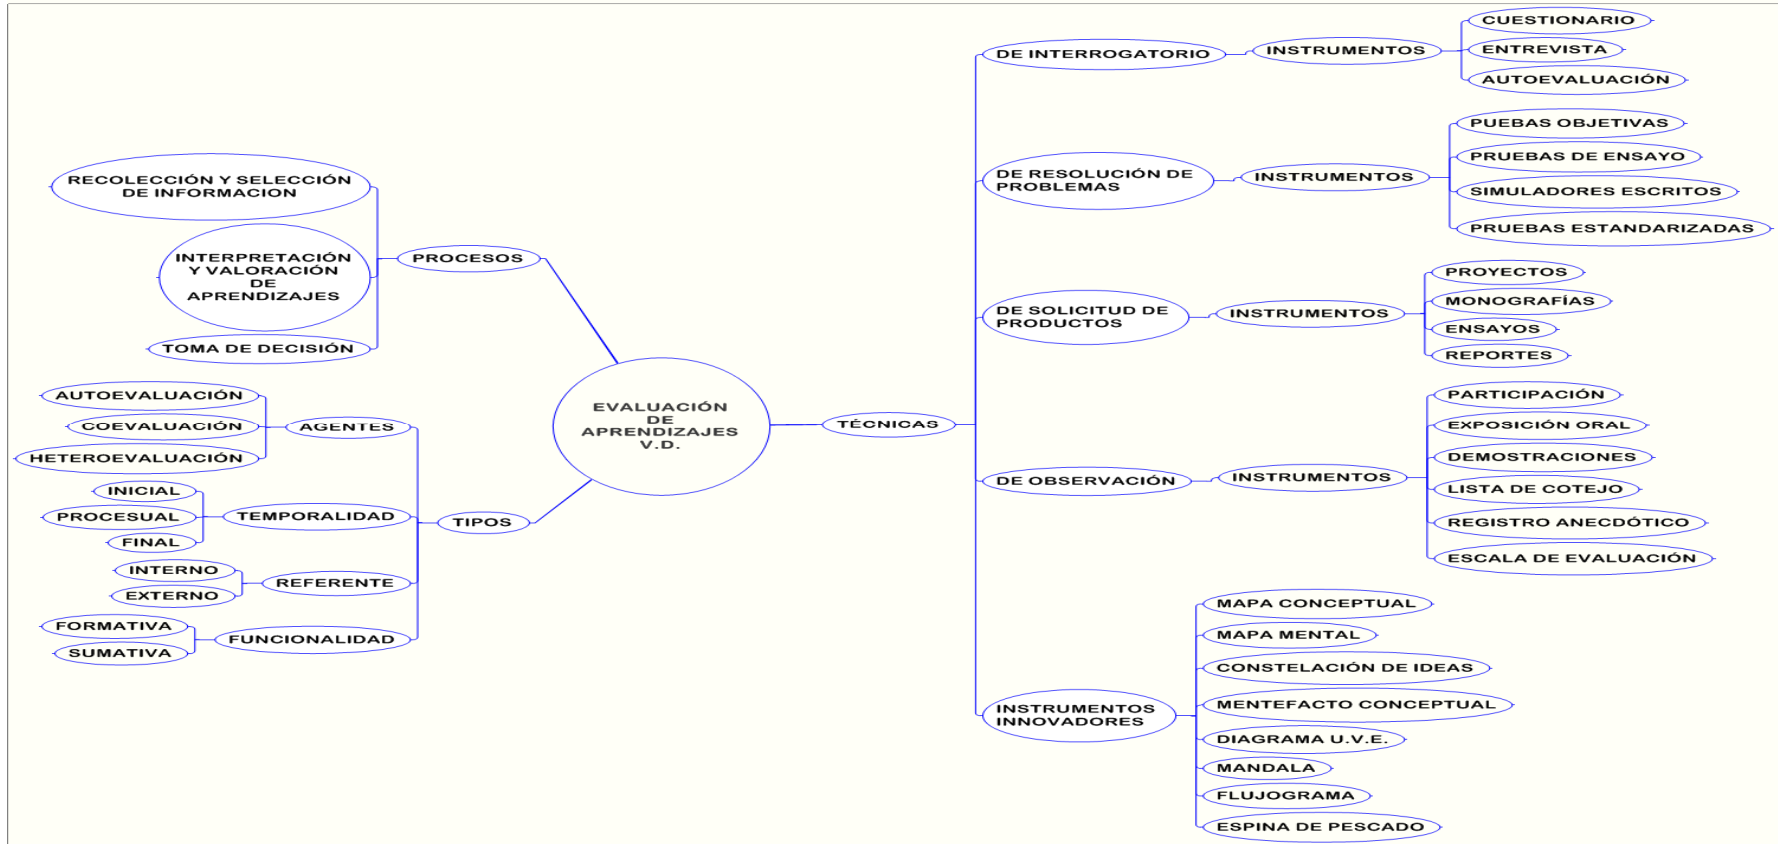 EVALUACIÓN
DE
APRENDIZAJES
V.D.
PROCESOS
RECOLECCIÓN Y SELECCIÓN
DE INFORMACION
INTERPRETACIÓN
Y VALORACIÓN
DE
APRENDIZAJES
TOMA DE DECISIÓN
TIPOS
AGENTES
AUTOEVALUACIÓN
COEVALUACIÓN
HETEROEVALUACIÓN
TEMPORALIDAD
INICIAL
PROCESUAL
FINAL
REFERENTE
INTERNO
EXTERNO
FUNCIONALIDAD
FORMATIVA
SUMATIVA
TÉCNICAS
DE INTERROGATORIO
INSTRUMENTOS
CUESTIONARIO
ENTREVISTA
AUTOEVALUACIÓN
DE RESOLUCIÓN DE
PROBLEMAS
INSTRUMENTOS
PUEBAS OBJETIVAS
PRUEBAS DE ENSAYO
SIMULADORES ESCRITOS
PRUEBAS ESTANDARIZADAS
DE SOLICITUD DE
PRODUCTOS
INSTRUMENTOS
PROYECTOS
MONOGRAFÍAS
ENSAYOS
REPORTES
DE OBSERVACIÓN
INSTRUMENTOS
PARTICIPACIÓN
EXPOSICIÓN ORAL
DEMOSTRACIONES
LISTA DE COTEJO
REGISTRO ANECDÓTICO
ESCALA DE EVALUACIÓN
INSTRUMENTOS
INNOVADORES
MAPA CONCEPTUAL
MAPA MENTAL
CONSTELACIÓN DE IDEAS
MENTEFACTO CONCEPTUAL
DIAGRAMA U.V.E.
MANDALA
FLUJOGRAMA
ESPINA DE PESCADO